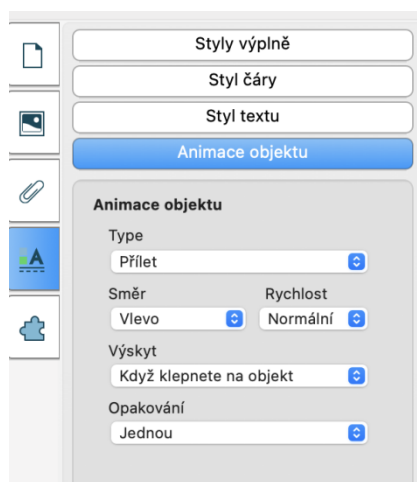 Styly výplně
Styl čáry
Styl textu
Animace objektu
Animace objektu
Type
Přílet
Směr Rychlost
Vlevo Normální
Výskyt
Když klepnete na objekt
Opakování
Jednou
A